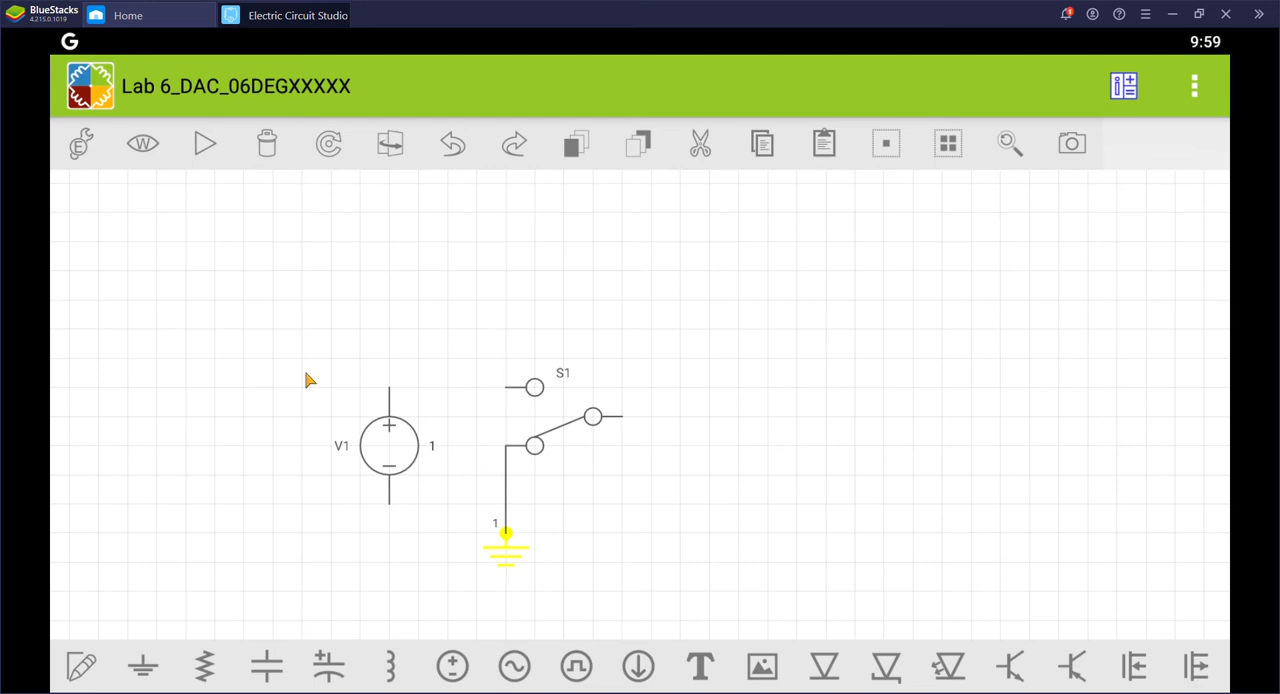 BlueStacks
4.215.0.1019
Home
Electric Circuit Studio
G
9:59
Lab 6_DAC_06DEGXXXXX
E
W
S1
V1
1
1
T